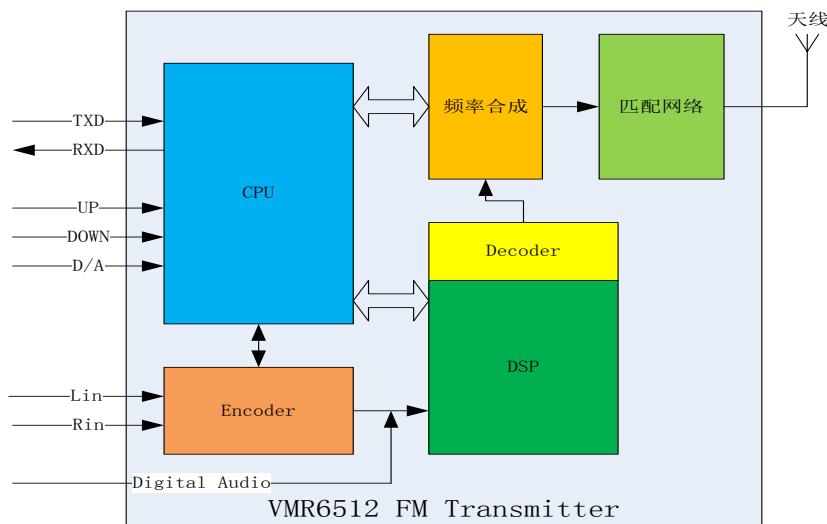 天线
频率合成
匹配网络
TXD
RXD
CPU
UP
DOWN
D/A
Decoder
DSP
Lin
Encoder
Rin
Digital Audio
VMR6512 FM Transmitter